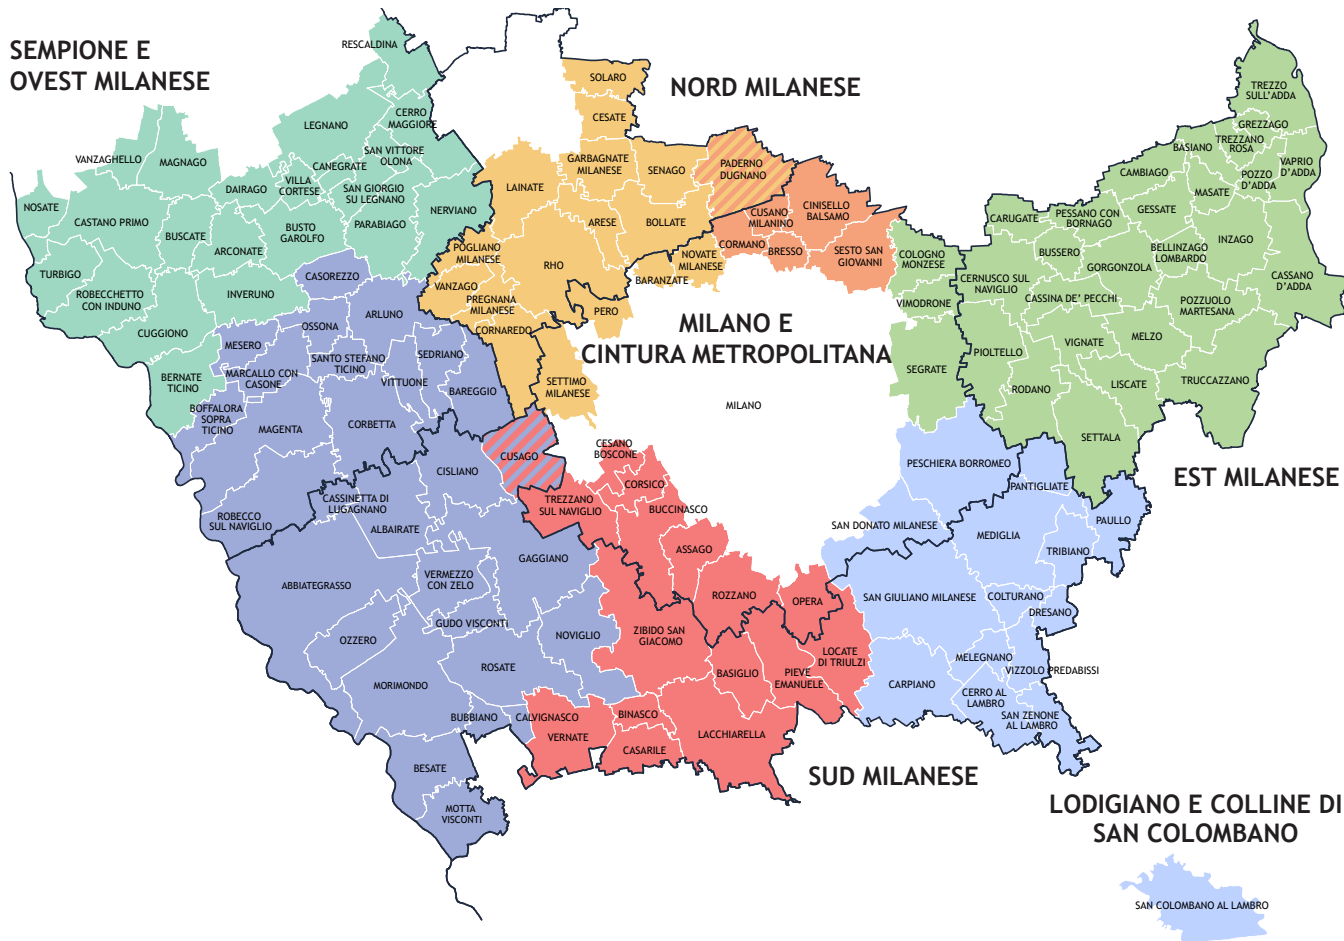 SEMPIONE E
OVEST MILANESE
NORD MILANESE
MILANO E
CINTURA METROPOLITANA
EST MILANESE
SUD MILANESE
LODIGIANO E COLLINE DI
SAN COLOMBANO
RESCALDINA
LEGNANO
CERRO
MAGGIORE
SAN VITTORE
OLONA
CANEGRATE
VANZAGHELLO
MAGNAGO
DAIRAGO
VILLA
CORTESE
SAN GIORGIO
SU LEGNANO
NOSATE
CASTANO PRIMO
BUSCATE
ARCONATE
BUSTO
GAROLFO
PARABIAGO
NERVIANO
TURBIGO
ROBECCHETTO
CON INDUNO
INVERUNO
CUGGIONO
BERNATE
TICINO
CASOREZZO
OSSONA
ARLUNO
MESERO
SANTO STEFANO
TICINO
SEDRIANO
MARCALLO CON
CASONE
VITTUONE
BAREGGIO
BOFFALORA
SOPRA
TICINO
MAGENTA
CORBETTA
ROBECCO
SUL NAVIGLIO
CASSINETTA DI
LUGAGNANO
CISLIANO
ALBAIRATE
CUSAGO
ABBIATEGRASSO
VERMEZZO
CON ZELO
GAGGIANO
OZZERO
GUDO VISCONTI
NOVIGLIO
MORIMONDO
ROSATE
BUBBIANO
CALVIGNASCO
BESATE
MOTTA
VISCONTI
SOLARO
CESATE
GARBAGNATE
MILANESE
SENAGO
PADERNO
DUGNANO
LAINATE
ARESE
BOLLATE
POGLIANO
MILANESE
RHO
VANZAGO
PREGNANA
MILANESE
CORNAREDO
PERO
BARANZATE
NOVATE
MILANESE
SETTIMO
MILANESE
CUSANO
MILANINO
CINISELLO
BALSAMO
CORMANO
BRESSO
SESTO SAN
GIOVANNI
COLOGNO
MONZESE
VIMODRONE
SEGRATE
MILANO
TREZZO
SULL'ADDA
GREZZAGO
TREZZANO
ROSA
BASIANO
VAPRIO
D'ADDA
POZZO
D'ADDA
CAMBIAGO
MASATE
CARUGATE
PESSANO CON
BORNAGO
GESSATE
INZAGO
BUSSERO
BELLINZAGO
LOMBARDO
GORGONZOLA
CERNUSCO SUL
NAVIGLIO
CASSINA DE' PECCHI
CASSANO
D'ADDA
POZZUOLO
MARTESANA
PIOLTELLO
VIGNATE
MELZO
RODANO
LISCATE
TRUCCAZZANO
SETTALA
CESANO
BOSCONE
CORSICO
TREZZANO
SUL NAVIGLIO
BUCCINASCO
ASSAGO
ROZZANO
OPERA
ZIBIDO SAN
GIACOMO
BASIGLIO
PIEVE
EMANUELE
LOCATE
DI TRIULZI
BINASCO
VERNATE
CASARILE
LACCHIARELLA
PESCHIERA BORROMEO
PANTIGLIATE
SAN DONATO MILANESE
MEDIGLIA
PAULLO
TRIBIANO
SAN GIULIANO MILANESE
COLTURANO
DRESANO
MELEGNANO
VIZZOLO PREDABISSI
CARPIANO
CERRO AL
LAMBRO
SAN ZENONE
AL LAMBRO
SAN COLOMBANO AL LAMBRO